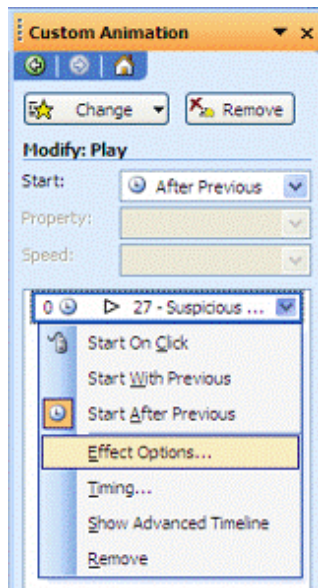 Custom Animation
Change Remove
Modify: Play
Start: After Previous
Property:
Speed:
0 27 - Suspicious ...
Start On Click
Start With Previous
Start After Previous
Effect Options...
Timing...
Show Advanced Timeline
Remove